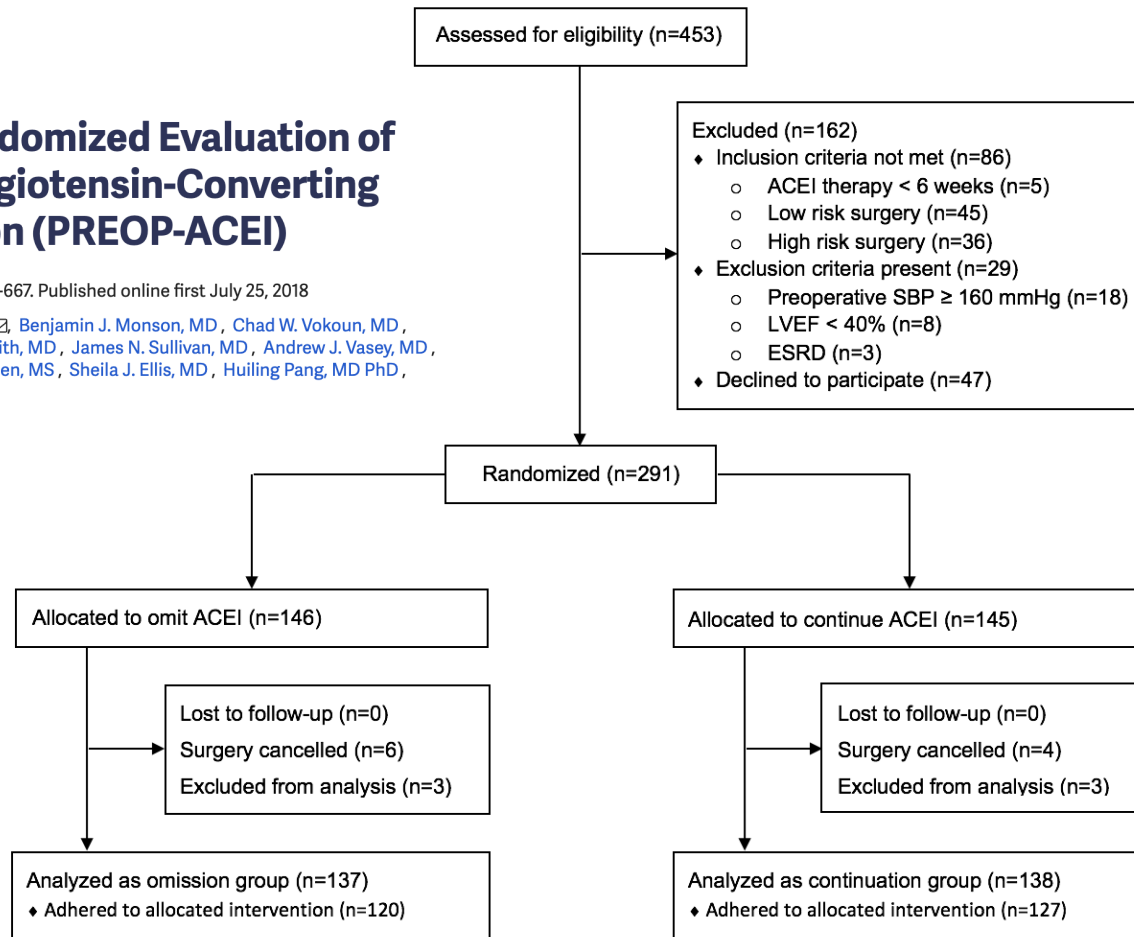 Assessed for eligibility (n=453)
domized Evaluation of
giotensin-Converting
n (PREOP-ACEI)
-667. Published online first July 25, 2018
, Benjamin J. Monson, MD , Chad W. Vokoun, MD ,
ith, MD , James N. Sullivan, MD , Andrew J. Vasey, MD ,
en, MS , Sheila J. Ellis, MD , Huiling Pang, MD PhD ,
Excluded (n=162)
♦ Inclusion criteria not met (n=86)
o ACEI therapy < 6 weeks (n=5)
o Low risk surgery (n=45)
o High risk surgery (n=36)
♦ Exclusion criteria present (n=29)
o Preoperative SBP ≥ 160 mmHg (n=18)
o LVEF < 40% (n=8)
o ESRD (n=3)
♦ Declined to participate (n=47)
Randomized (n=291)
Allocated to omit ACEI (n=146)
Lost to follow-up (n=0)
Surgery cancelled (n=6)
Excluded from analysis (n=3)
Analyzed as omission group (n=137)
♦ Adhered to allocated intervention (n=120)
Allocated to continue ACEI (n=145)
Lost to follow-up (n=0)
Surgery cancelled (n=4)
Excluded from analysis (n=3)
Analyzed as continuation group (n=138)
♦ Adhered to allocated intervention (n=127)